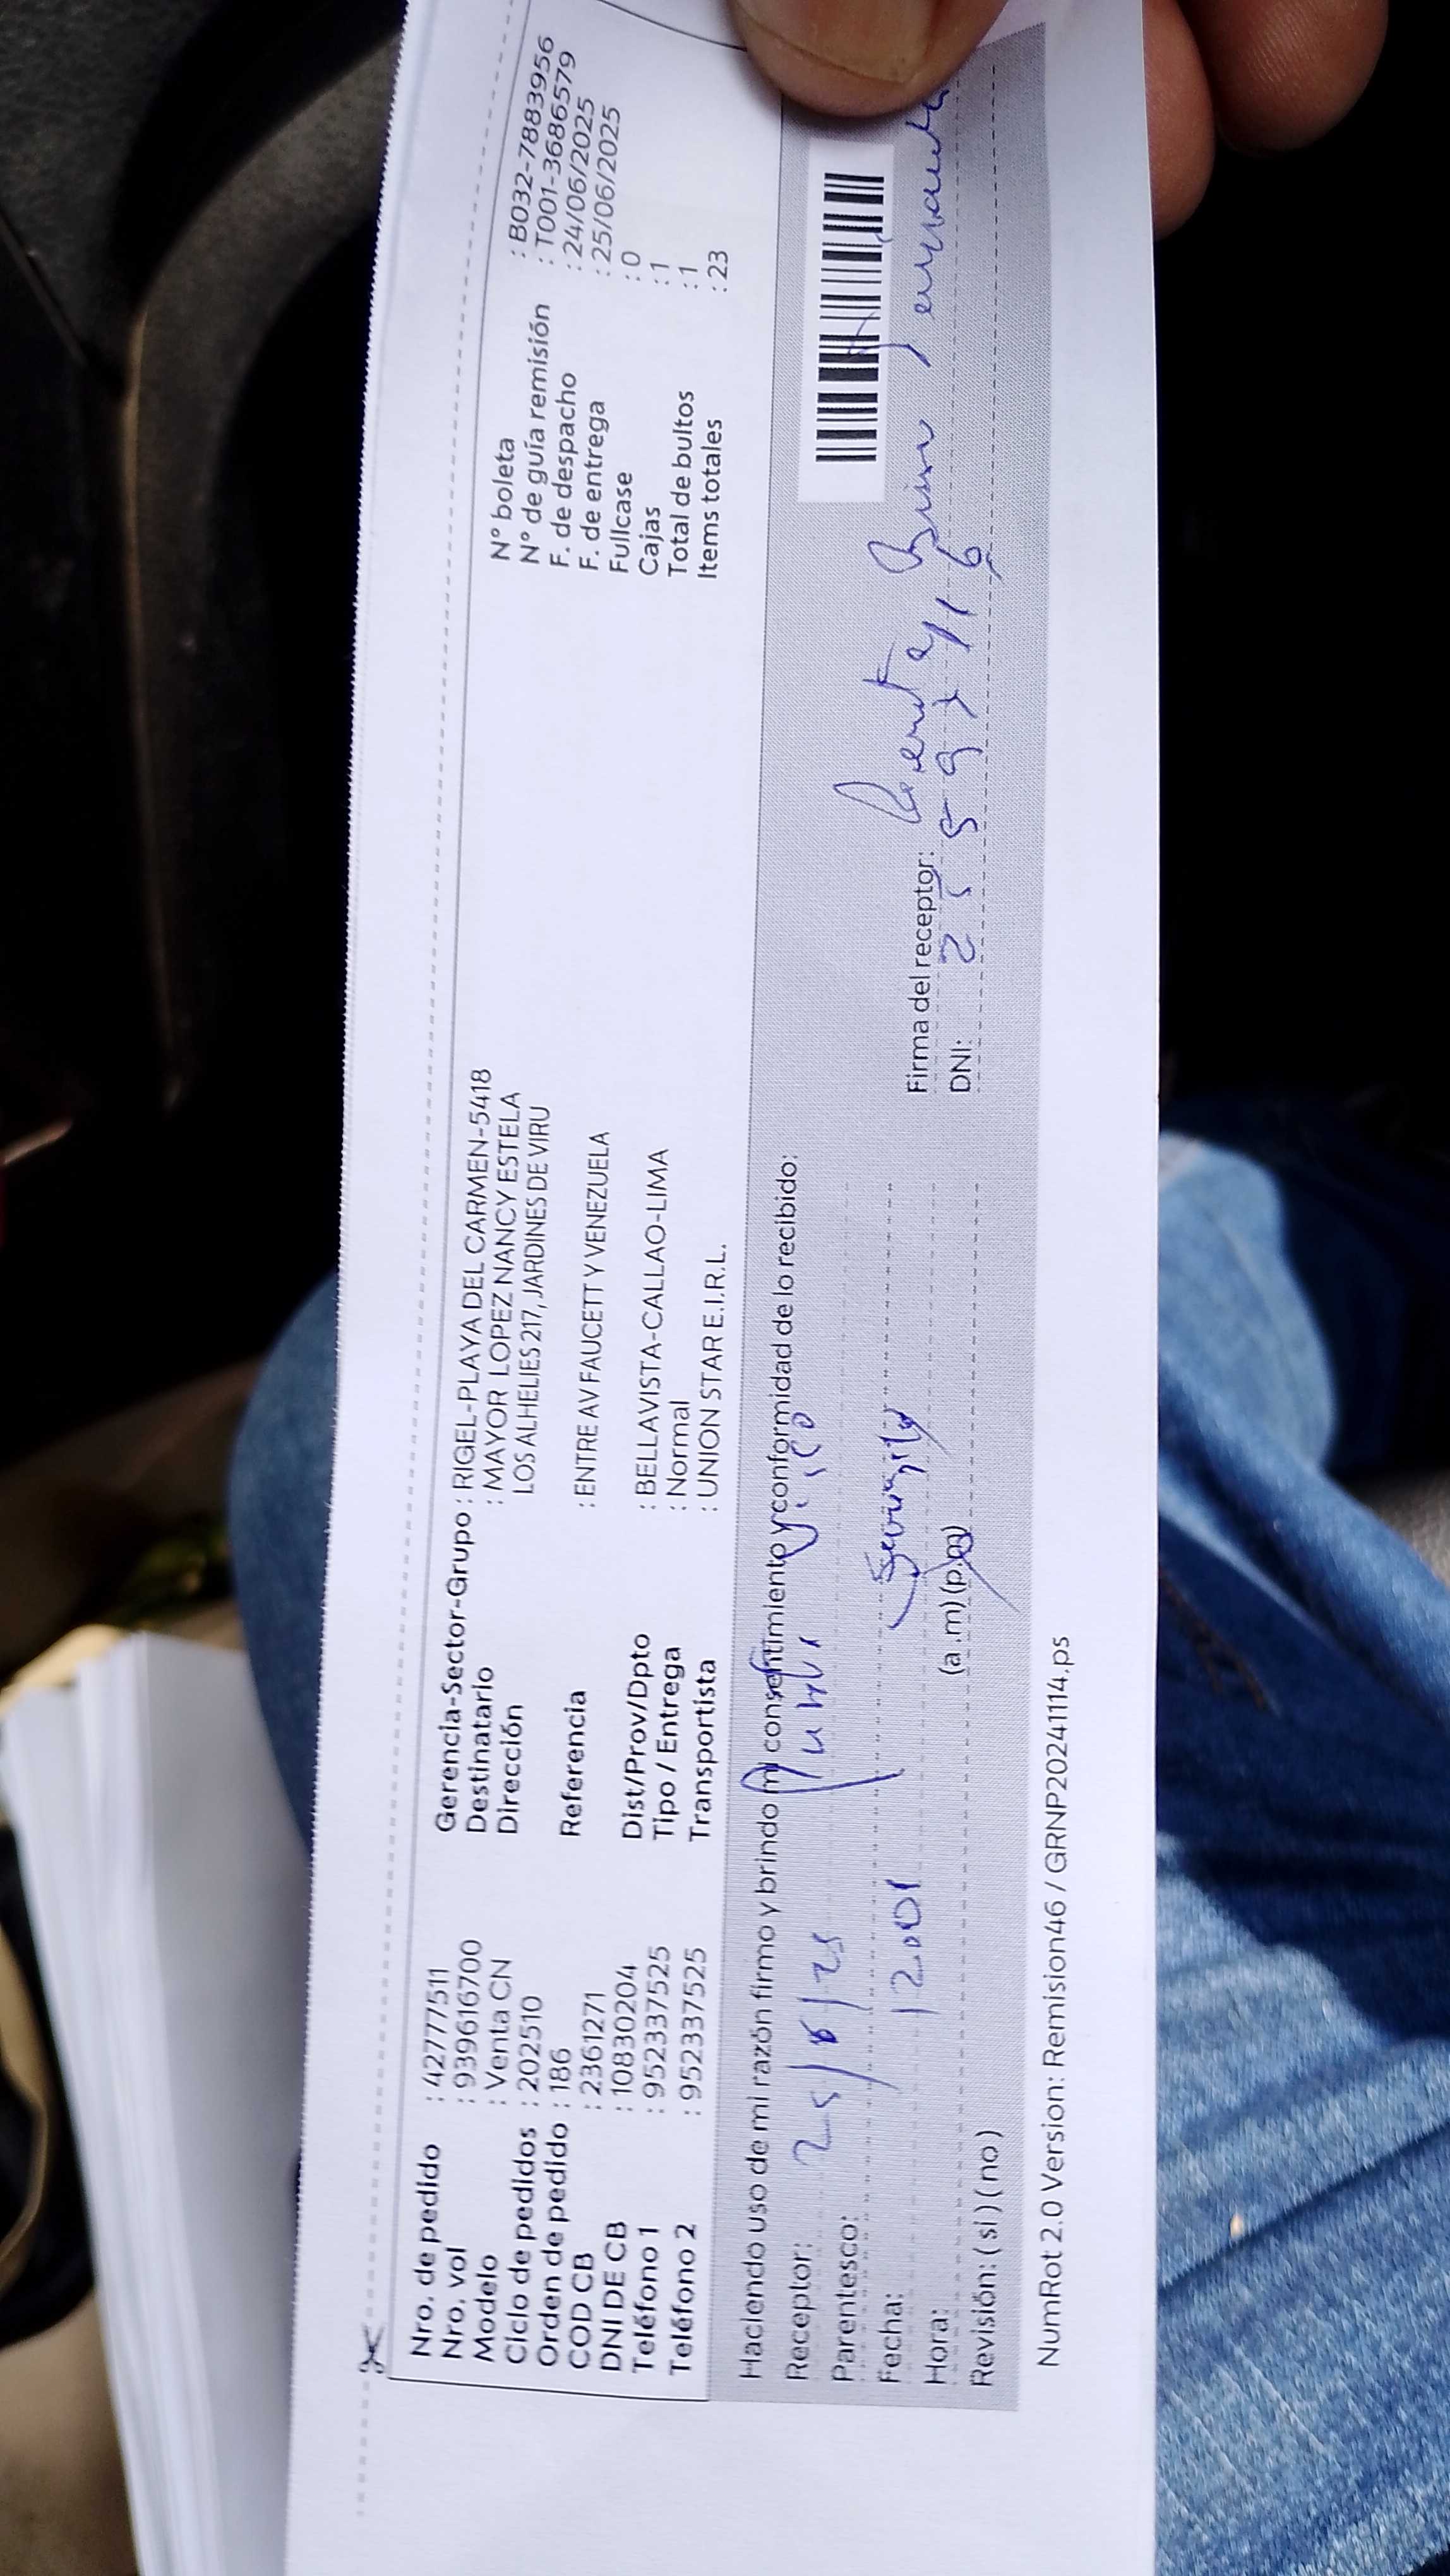 Nro. de pedido : 42777511
Nro. vol : 939616700
Modelo : Venta CN
Ciclo de pedidos : 202510
Orden de pedido : 186
COD CB : 2361271
DNI DE CB : 10830204
Teléfono 1 : 952337525
Teléfono 2 : 952337525
Gerencia-Sector-Grupo : RIGEL-PLAYA DEL CARMEN-5418
Destinatario : MAYOR LOPEZ NANCY ESTELA
Dirección LOS ALHELIES 217, JARDINES DE VIRU
Referencia : ENTRE AV FAUCETT Y VENEZUELA
Dist/Prov/Dpto : BELLAVISTA-CALLAO-LIMA
Tipo / Entrega : Normal
Transportista : UNION STAR E.I.R.L.
N° boleta : B032-7883956
N° de guía remisión : T001-3686579
F. de despacho : 24/06/2025
F. de entrega : 25/06/2025
Fullcase : 0
Cajas : 1
Total de bultos : 1
Items totales : 23
Haciendo uso de mi razón firmo y brindo mi consentimiento y conformidad de lo recibido:
Receptor: 25/6/25
Parentesco:
Fecha: 12001
Hora: (a.m) (p.m)
Revisión: (si) (no)
Firma del receptor:
DNI:
NumRot 2.0 Version: Remision46 / GRNP20241114.ps